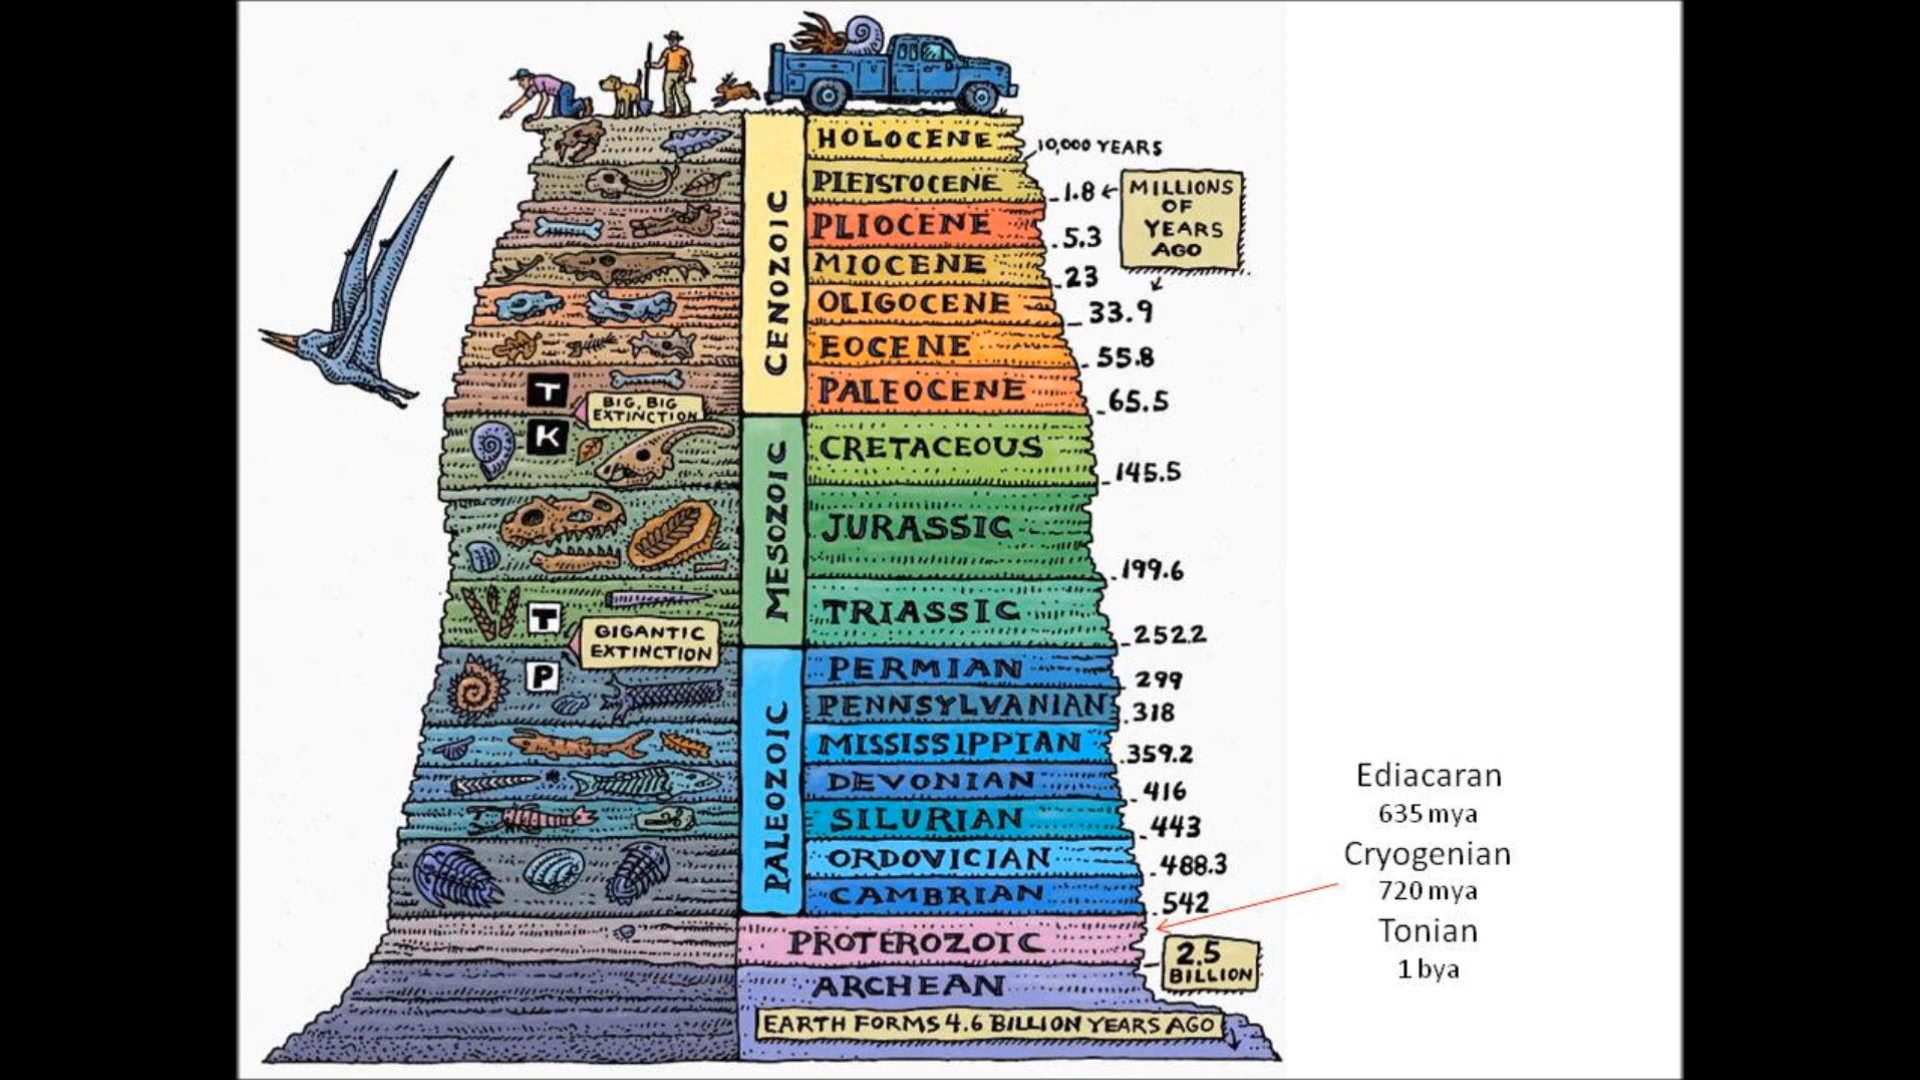 HOLOCENE
10,000 YEARS
PLEISTOCENE
1.8
MILLIONS
OF
YEARS
AGO
PLIOCENE
5.3
MIOCENE
23
OLIGOCENE
33.9
EOCENE
55.8
PALEOCENE
65.5
CENOZOIC
T
BIG, BIG
EXTINCTION
K
CRETACEOUS
145.5
JURASSIC
199.6
TRIASSIC
252.2
MESOZOIC
T
GIGANTIC
EXTINCTION
P
PERMIAN
299
PENNSYLVANIAN
318
MISSISSIPPIAN
359.2
DEVONIAN
416
SILURIAN
443
ORDOVICIAN
488.3
CAMBRIAN
542
PALEOZOIC
PROTEROZOIC
2.5
BILLION
ARCHEAN
EARTH FORMS 4.6 BILLION YEARS AGO
Ediacaran
635 mya
Cryogenian
720 mya
Tonian
1 bya